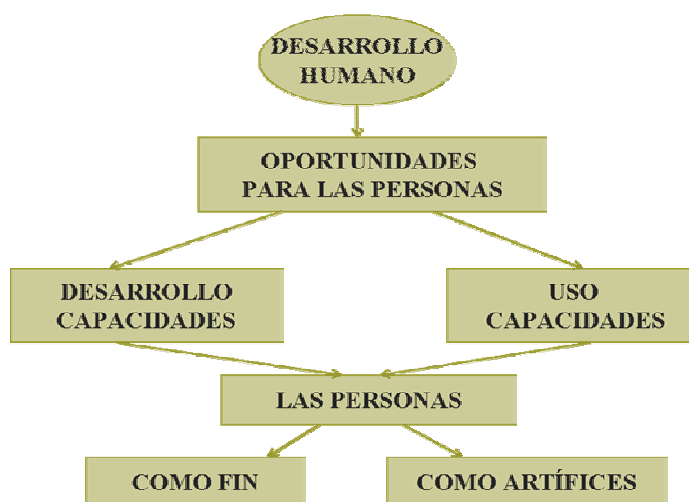 DESARROLLO
HUMANO
OPORTUNIDADES
PARA LAS PERSONAS
DESARROLLO
CAPACIDADES
USO
CAPACIDADES
LAS PERSONAS
COMO FIN
COMO ARTÍFICES